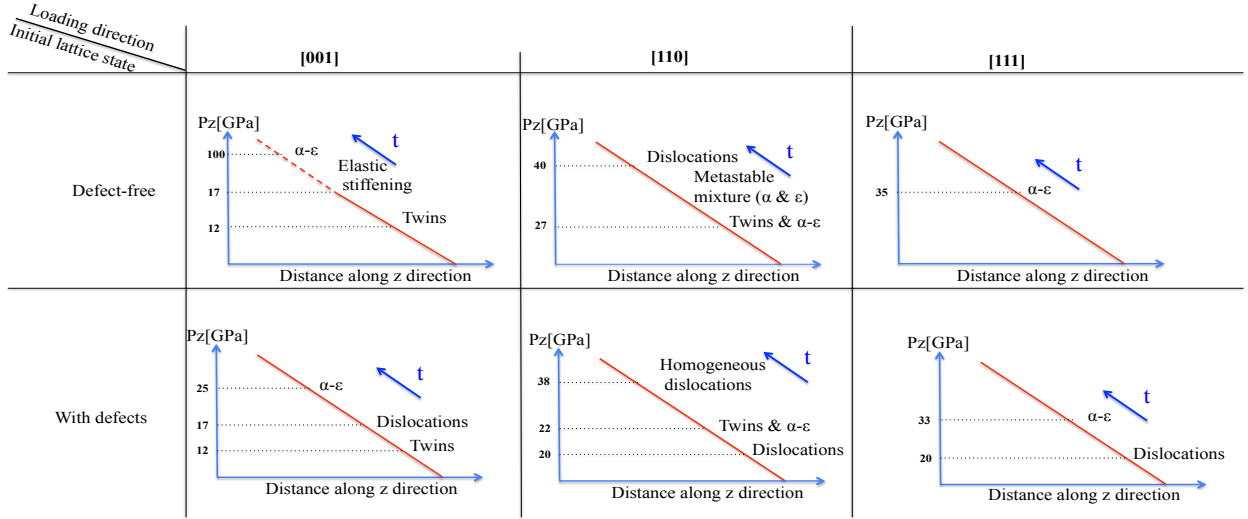 Loading direction
Initial lattice state
[001]
[110]
[111]
Defect-free
Pz[GPa]
100
17
12
α-ε
t
Elastic
stiffening
Twins
Distance along z direction
Pz[GPa]
40
27
Dislocations
t
Metastable
mixture (α & ε)
Twins & α-ε
Distance along z direction
Pz[GPa]
35
t
α-ε
Distance along z direction
With defects
Pz[GPa]
25
17
12
α-ε
t
Dislocations
Twins
Distance along z direction
Pz[GPa]
38
22
20
Homogeneous
dislocations
t
Twins & α-ε
Dislocations
Distance along z direction
Pz[GPa]
33
20
t
α-ε
Dislocations
Distance along z direction